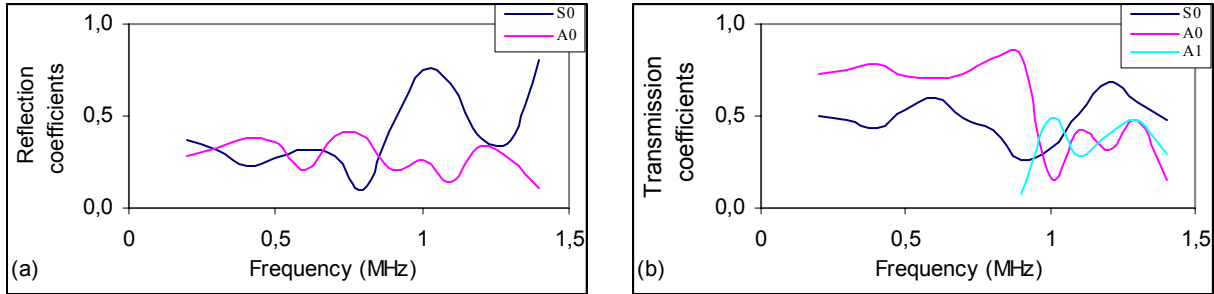 S0
A0
1,0
0,5
0,0
Reflection
coefficients
0
0,5
1
1,5
Frequency (MHz)
(a)
S0
A0
A1
1,0
0,5
0,0
Transmission
coefficients
0
0,5
1
1,5
Frequency (MHz)
(b)